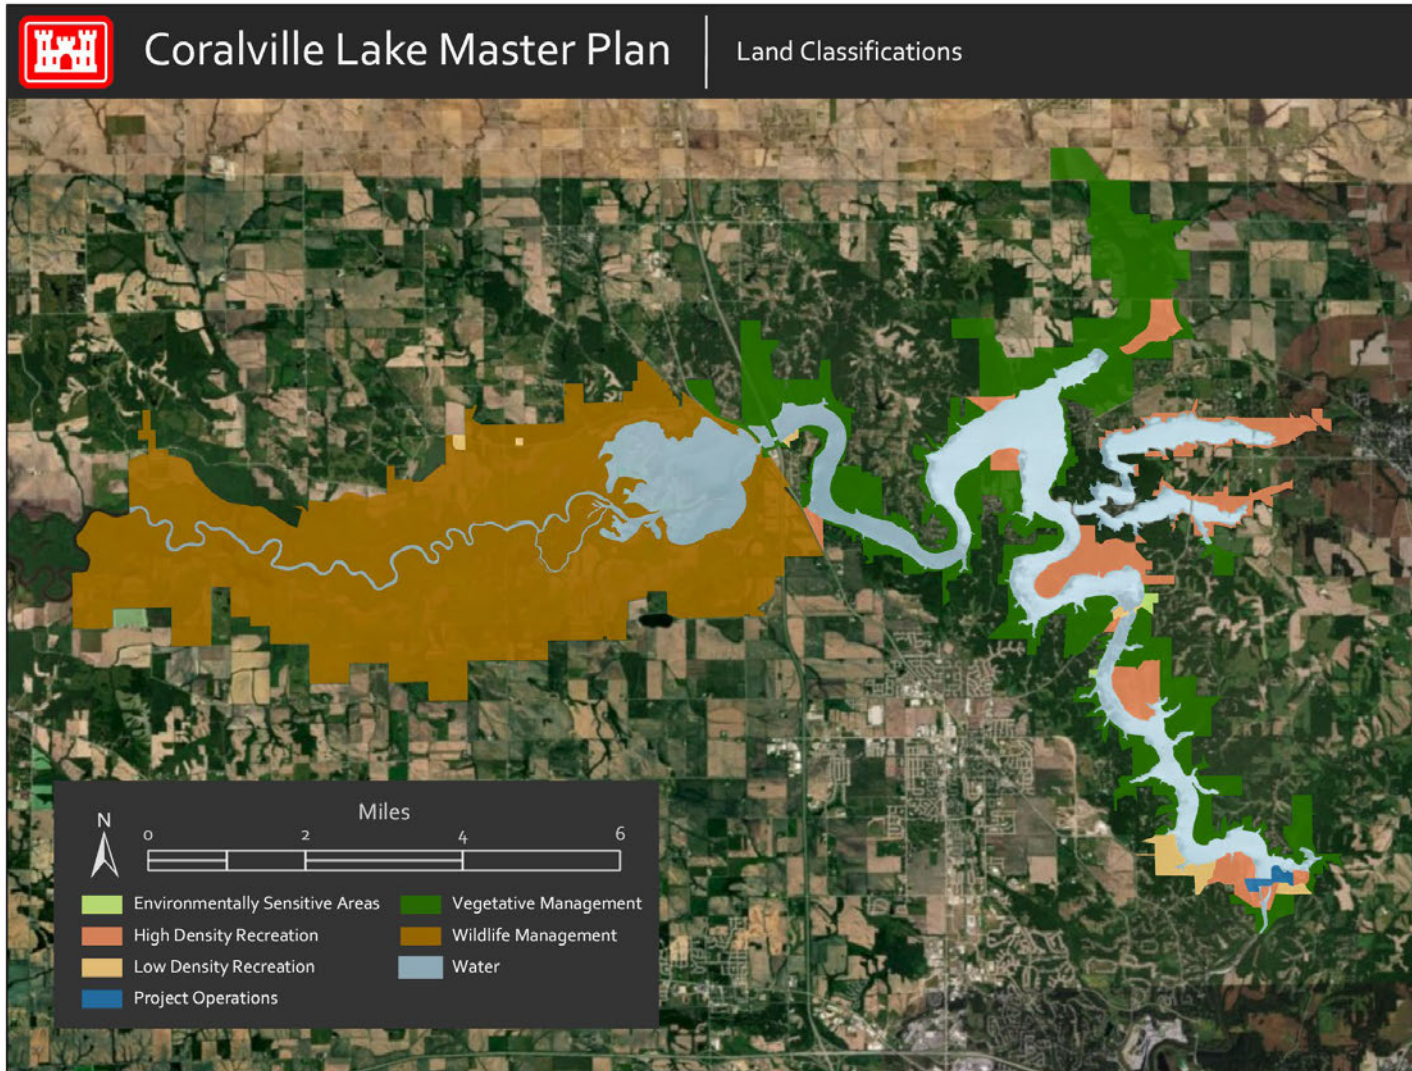 Coralville Lake Master Plan
Land Classifications
N
Miles
0 2 4 6
Environmentally Sensitive Areas
High Density Recreation
Low Density Recreation
Project Operations
Vegetative Management
Wildlife Management
Water